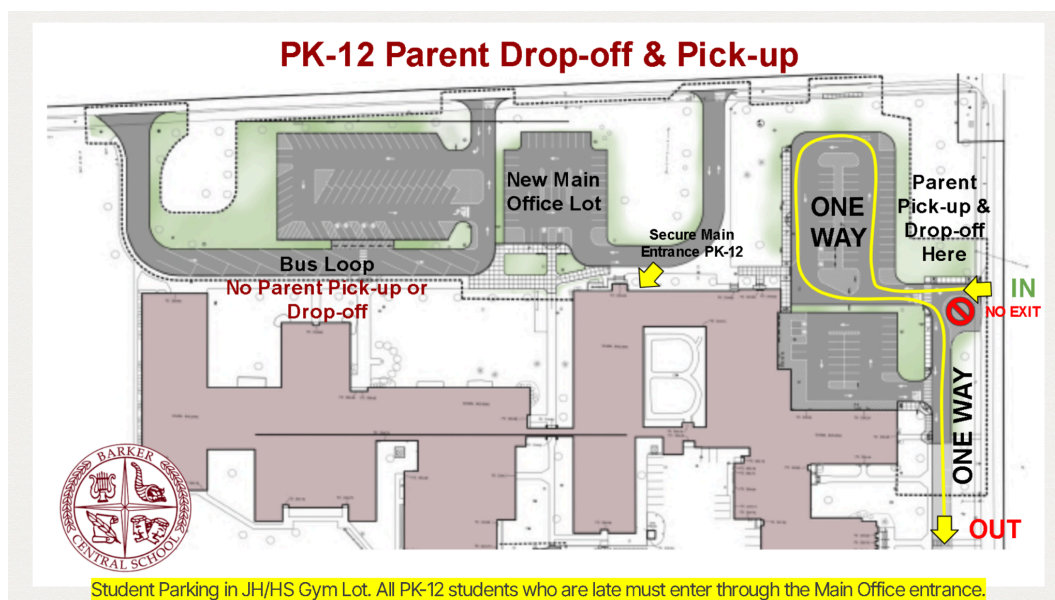 PK-12 Parent Drop-off & Pick-up
New Main
Office Lot
ONE
WAY
Parent
Pick-up &
Drop-off
Here
Secure Main
Entrance PK-12
Bus Loop
No Parent Pick-up or
Drop-off
IN
NO EXIT
ONE WAY
OUT
BARKER
CENTRAL SCHOOL
Student Parking in JH/HS Gym Lot. All PK-12 students who are late must enter through the Main Office entrance.